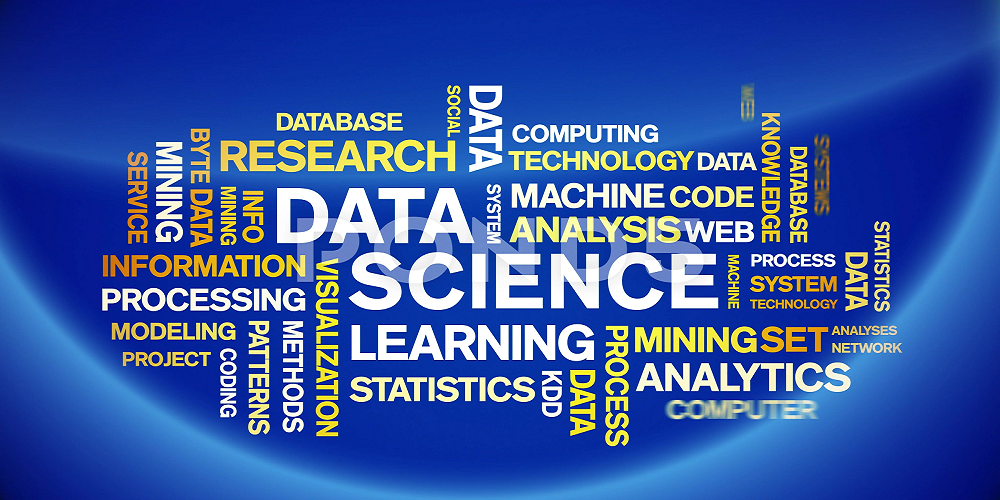 SOCIAL
DATA
DATABASE
COMPUTING
RESEARCH
TECHNOLOGY
DATA
WEB
KNOWLEDGE
DATABASE
SYSTEMS
SERVICE
MINING
BYTE
DATA
MINING
INFO
DATA
SYSTEM
MACHINE
CODE
ANALYSIS
WEB
POND5
INFORMATION
VISUALIZATION
SCIENCE
MACHINE
PROCESS
DATA
STATISTICS
PROCESSING
SYSTEM
TECHNOLOGY
MODELING
PROJECT
CODING
PATTERNS
METHODS
LEARNING
PROCESS
MINING
SET
ANALYSES
NETWORK
STATISTICS
KDD
DATA
ANALYTICS
COMPUTER